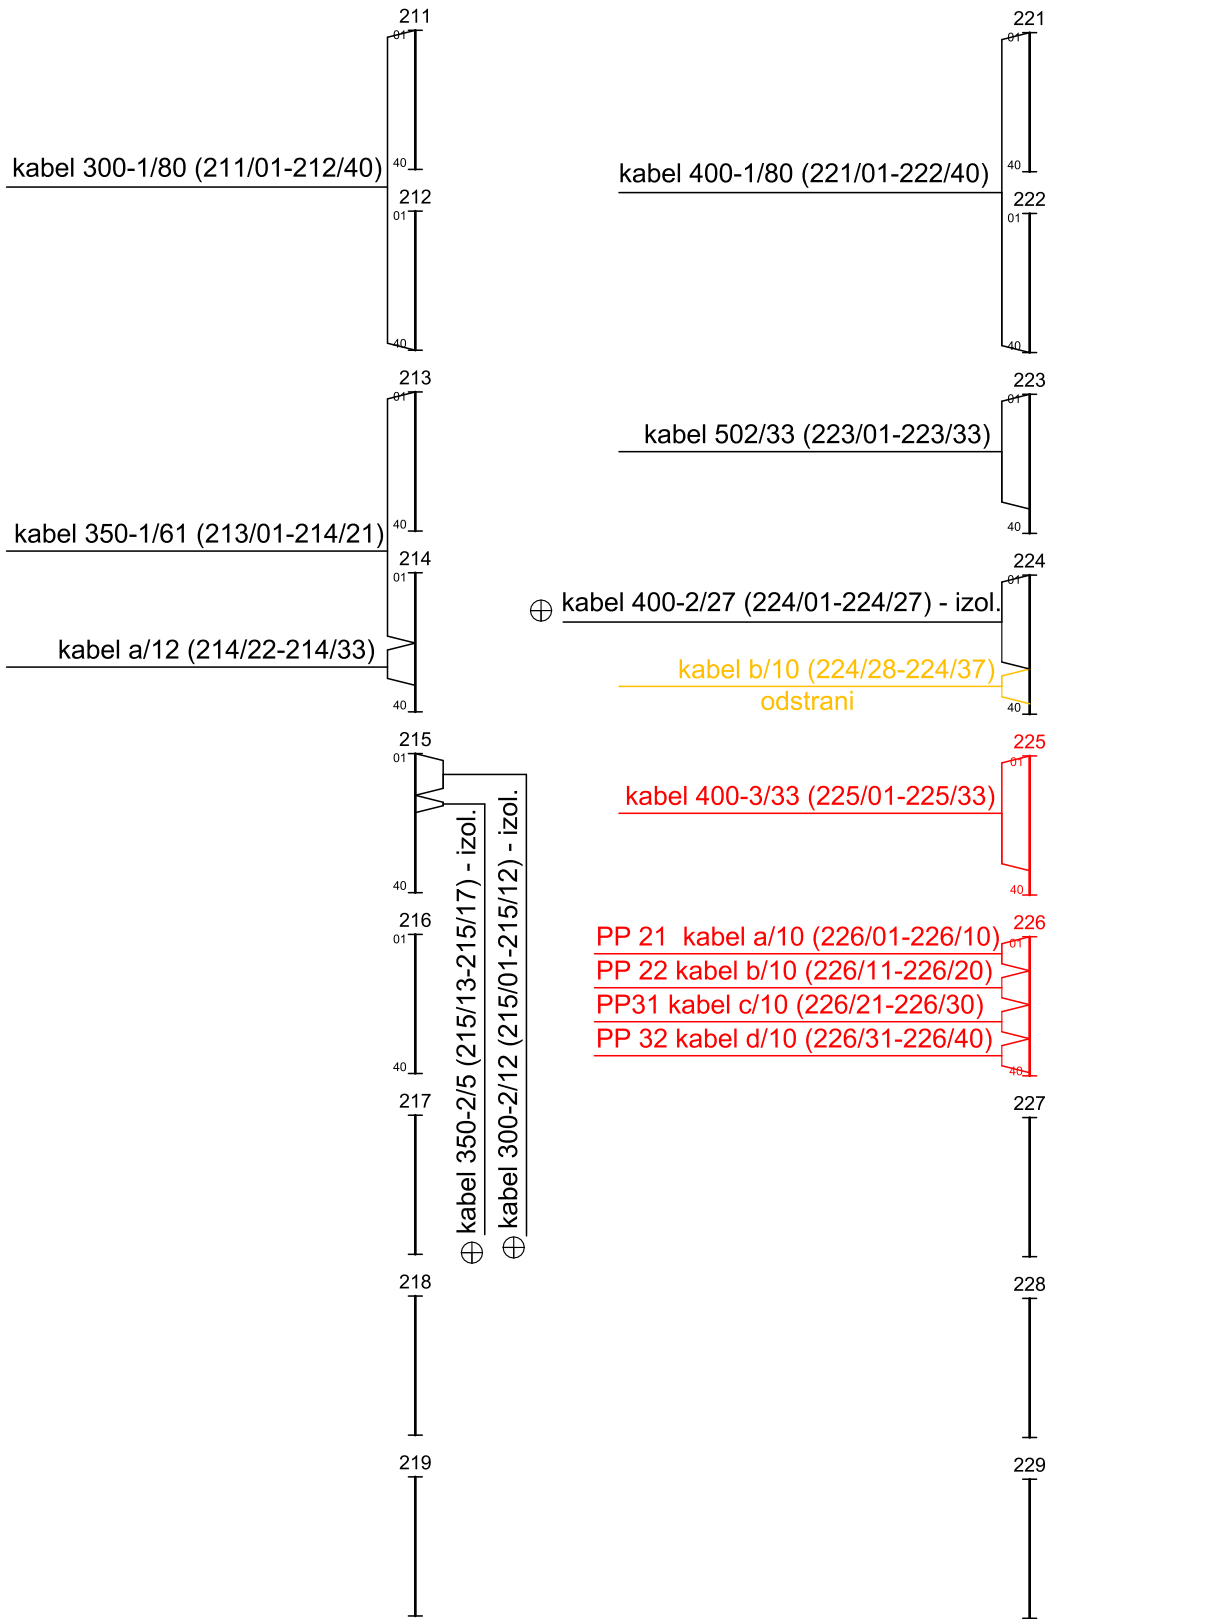 211
01
kabel 300-1/80 (211/01-212/40)
40
212
01
40
213
01
kabel 350-1/61 (213/01-214/21)
40
214
01
kabel a/12 (214/22-214/33)
40
215
01
40
kabel 350-2/5 (215/13-215/17) - izol.
kabel 300-2/12 (215/01-215/12) - izol.
216
01
40
217
218
219
221
01
kabel 400-1/80 (221/01-222/40)
40
222
01
40
223
01
kabel 502/33 (223/01-223/33)
40
224
01
kabel 400-2/27 (224/01-224/27) - izol.
kabel b/10 (224/28-224/37)
odstrani
40
225
01
kabel 400-3/33 (225/01-225/33)
40
226
01
PP 21 kabel a/10 (226/01-226/10)
PP 22 kabel b/10 (226/11-226/20)
PP31 kabel c/10 (226/21-226/30)
PP 32 kabel d/10 (226/31-226/40)
40
227
228
229